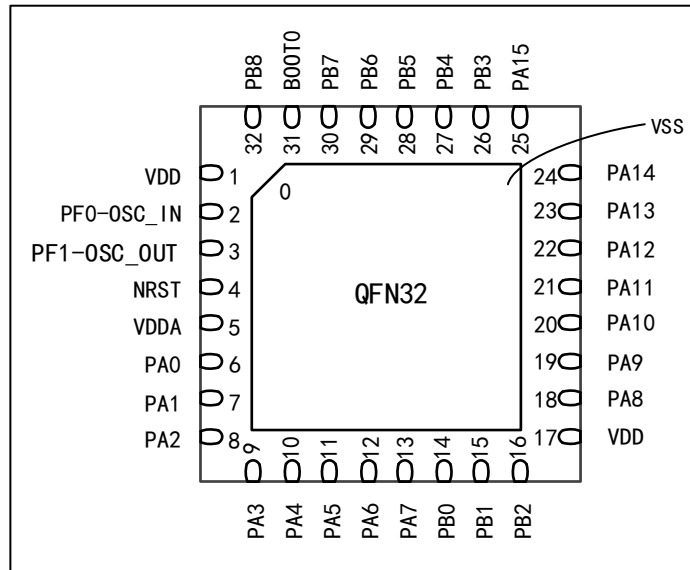 PB8
BOOT0
PB7
PB6
PB5
PB4
PB3
PA15
32
31
30
29
28
27
26
25
VSS
VDD 1
PF0-OSC_IN 2
PF1-OSC_OUT 3
NRST 4
VDDA 5
PA0 6
PA1 7
PA2 8
0
QFN32
24 PA14
23 PA13
22 PA12
21 PA11
20 PA10
19 PA9
18 PA8
17 VDD
9
10
11
12
13
14
15
16
PA3
PA4
PA5
PA6
PA7
PB0
PB1
PB2